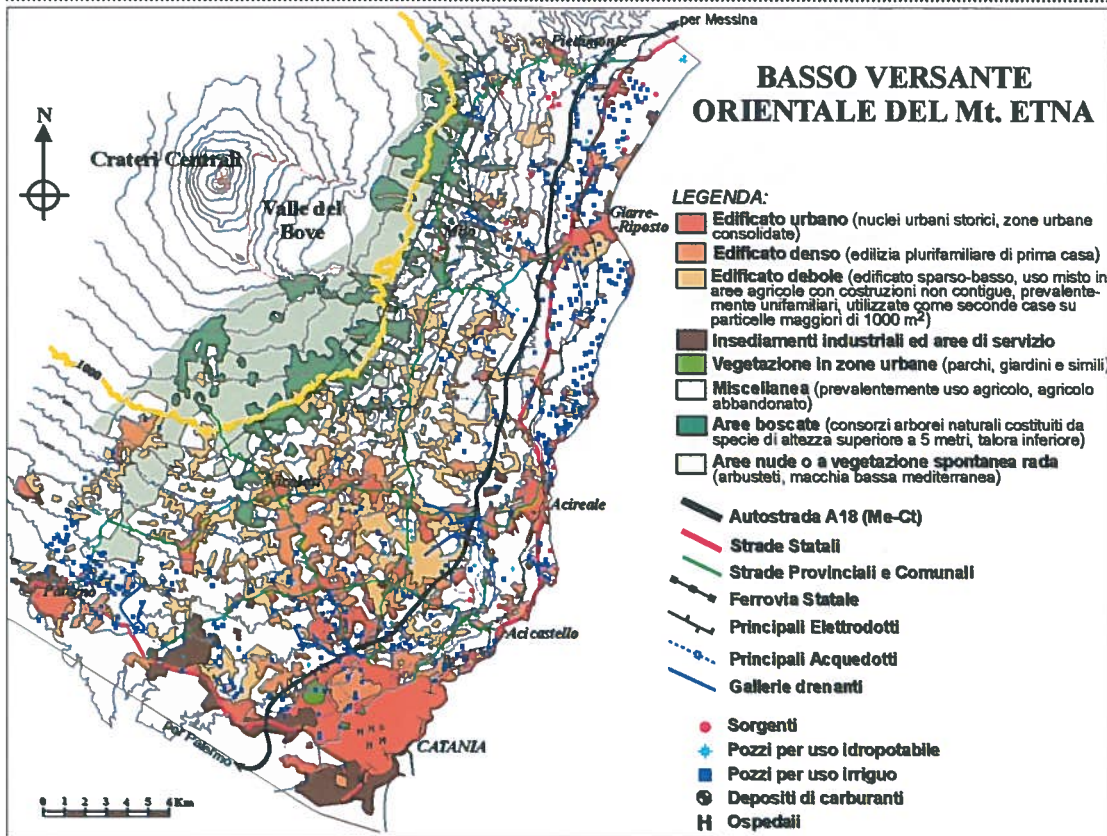 per Messina
Piedimonte
BASSO VERSANTE
ORIENTALE DEL Mt. ETNA
N
Crateri Centrali
Valle del
Bove
Milo
Giarre-
-Riposto
LEGENDA:
Edificato urbano (nuclei urbani storici, zone urbane
consolidate)
Edificato denso (edilizia plurifamiliare di prima casa)
Edificato debole (edificato sparso-basso, uso misto in
aree agricole con costruzioni non contigue, prevalente-
mente unifamiliari, utilizzate come seconde case su
particelle maggiori di 1000 m²)
Insediamenti industriali ed aree di servizio
Vegetazione in zone urbane (parchi, giardini e simili)
Miscellanea (prevalentemente uso agricolo, agricolo
abbandonato)
Aree boscate (consorzi arborei naturali costituiti da
specie di altezza superiore a 5 metri, talora inferiore)
Aree nude o a vegetazione spontanea rada
(arbusteti, macchia bassa mediterranea)
1000
Nicolosi
Acireale
Paternò
Aci castello
CATANIA
per Palermo
H H H
H H
0 1 2 3 4 5 6 Km
Autostrada A18 (Me-Ct)
Strade Statali
Strade Provinciali e Comunali
Ferrovia Statale
Principali Elettrodotti
Principali Acquedotti
Gallerie drenanti
Sorgenti
Pozzi per uso idropotabile
Pozzi per uso irriguo
Depositi di carburanti
H Ospedali